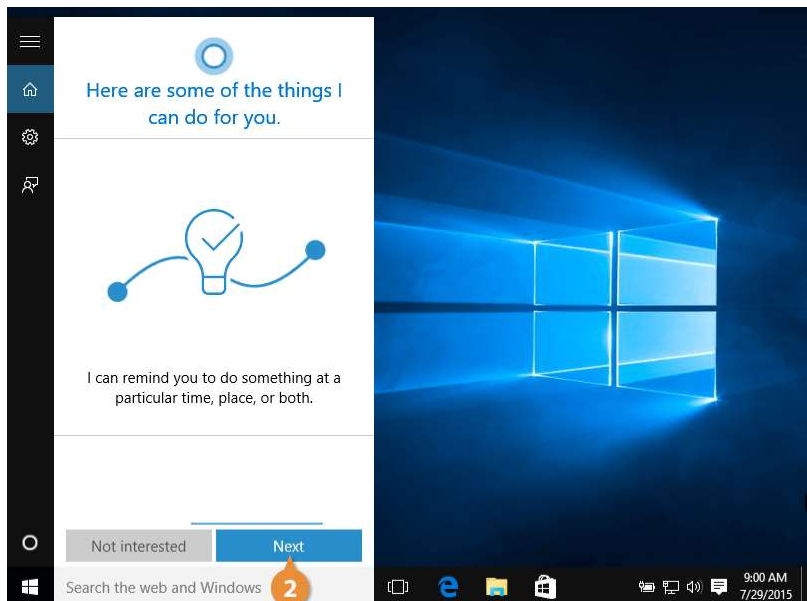 Here are some of the things I
can do for you.
I can remind you to do something at a
particular time, place, or both.
Not interested
Next
Search the web and Windows
2
9:00 AM
7/29/2015